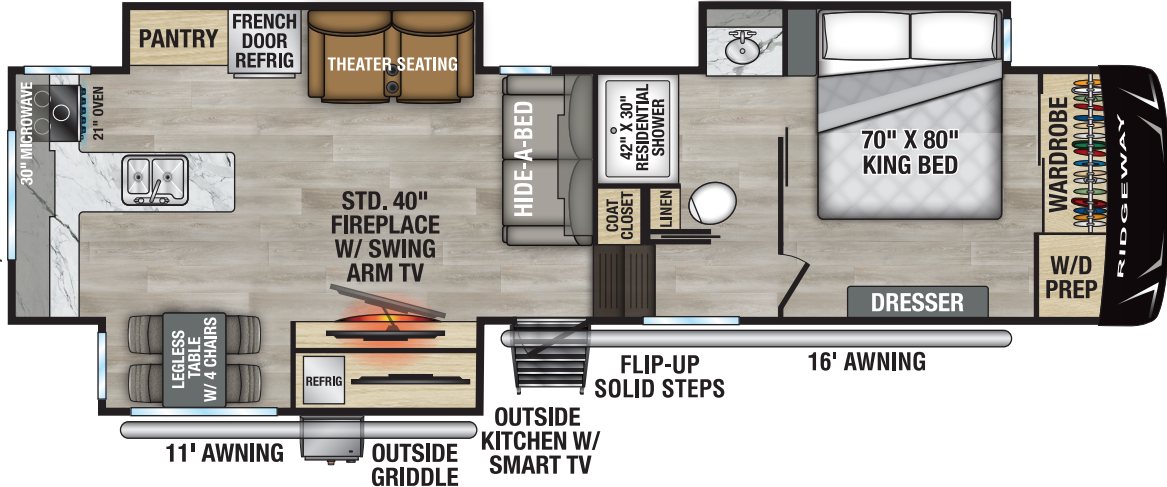 PANTRY
FRENCH
DOOR
REFRIG
THEATER SEATING
30" MICROWAVE
21" OVEN
HIDE-A-BED
42" X 30"
RESIDENTIAL
SHOWER
COAT
CLOSET
LINEN
70" X 80"
KING BED
WARDROBE
W/D
PREP
RIDGEWAY
STD. 40"
FIREPLACE
W/ SWING
ARM TV
DRESSER
LEGLESS
TABLE
W/ 4 CHAIRS
REFRIG
FLIP-UP
SOLID STEPS
16' AWNING
11' AWNING
OUTSIDE
GRIDDLE
OUTSIDE
KITCHEN W/
SMART TV